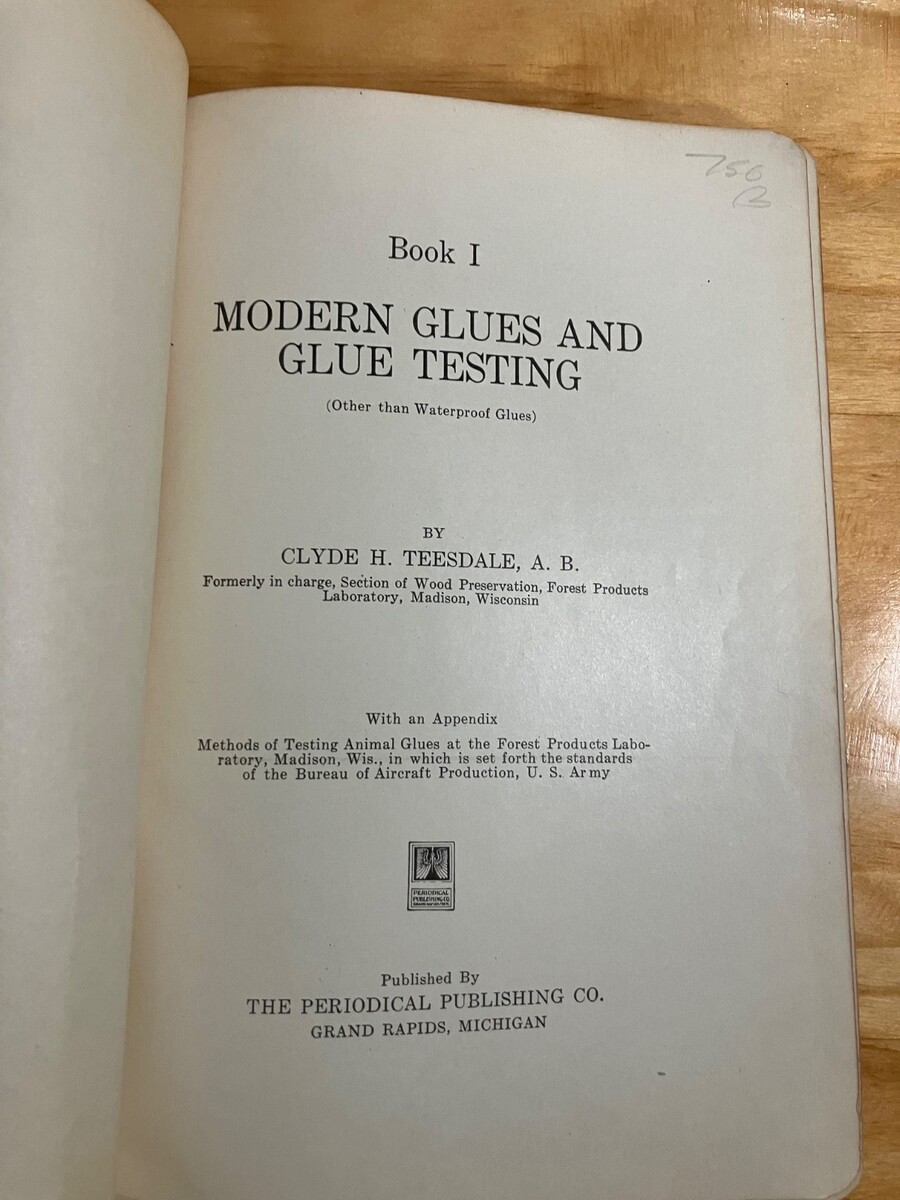 750
B
Book I
MODERN GLUES AND
GLUE TESTING
(Other than Waterproof Glues)
BY
CLYDE H. TEESDALE, A. B.
Formerly in charge, Section of Wood Preservation, Forest Products
Laboratory, Madison, Wisconsin
With an Appendix
Methods of Testing Animal Glues at the Forest Products Labo-
ratory, Madison, Wis., in which is set forth the standards
of the Bureau of Aircraft Production, U. S. Army
PERIODICAL
PUBLISHING CO.
GRAND RAPIDS, MICH.
Published By
THE PERIODICAL PUBLISHING CO.
GRAND RAPIDS, MICHIGAN